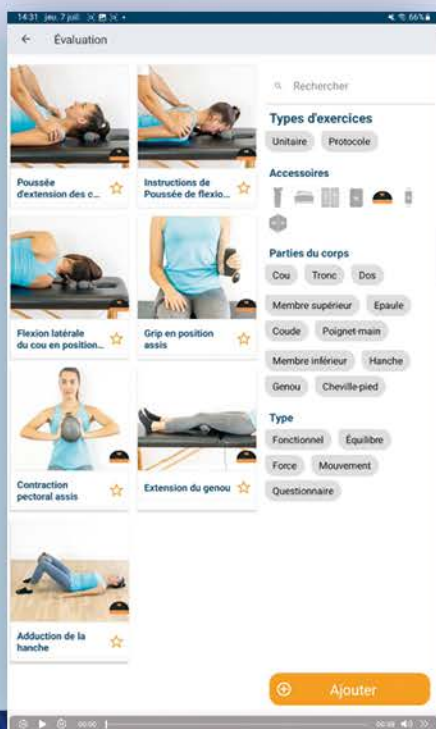 14:31 jeu. 7 juil.
66%
Évaluation
Poussée
d'extension des c...
Instructions de
Poussée de flexio...
Flexion latérale
du cou en position...
Grip en position
assis
Contraction
pectoral assis
Extension du genou
Adduction de la
hanche
Rechercher
Types d'exercices
Unitaire
Protocole
Accessoires
Parties du corps
Cou
Tronc
Dos
Membre supérieur
Epaule
Coude
Poignet-main
Membre inférieur
Hanche
Genou
Cheville-pied
Type
Fonctionnel
Équilibre
Force
Mouvement
Questionnaire
Ajouter
00:00